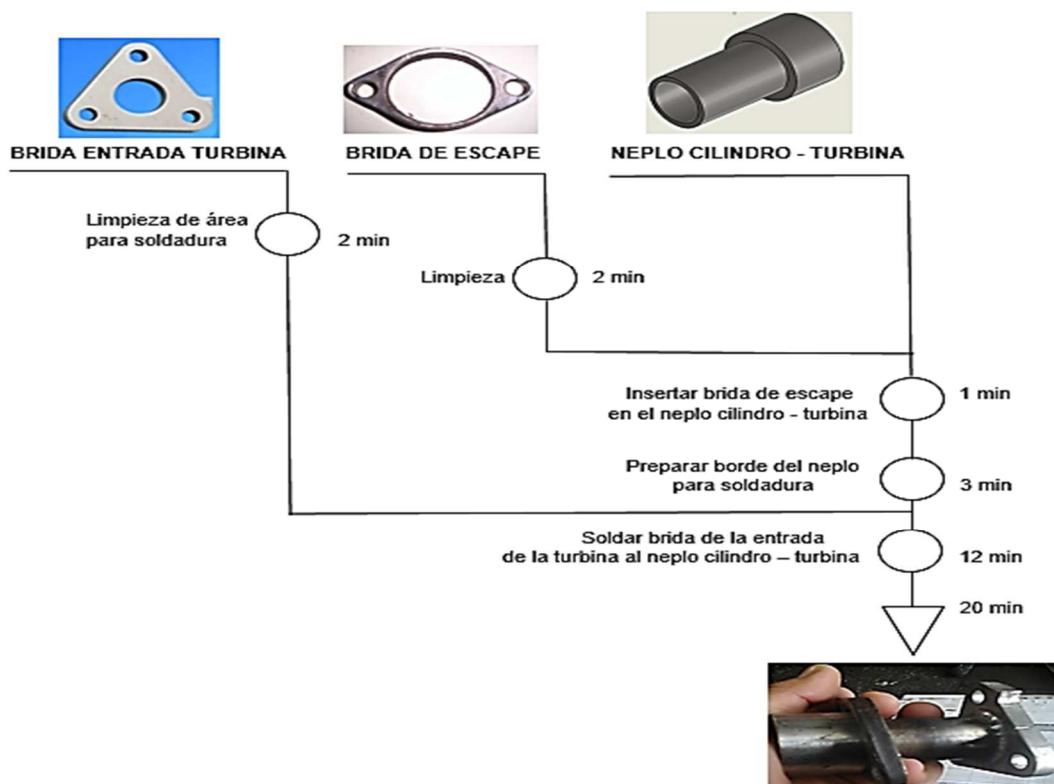 BRIDA ENTRADA TURBINA
BRIDA DE ESCAPE
NEPLO CILINDRO - TURBINA
Limpieza de área
para soldadura
2 min
Limpieza
2 min
Insertar brida de escape
en el neplo cilindro - turbina
1 min
Preparar borde del neplo
para soldadura
3 min
Soldar brida de la entrada
de la turbina al neplo cilindro – turbina
12 min
20 min